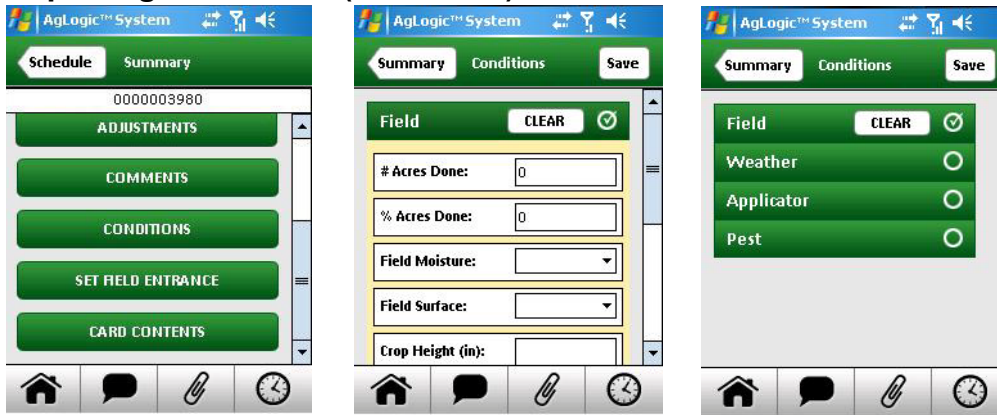 AgLogic™ System
Schedule Summary
0000003980
ADJUSTMENTS
COMMENTS
CONDITIONS
SET FIELD ENTRANCE
CARD CONTENTS
AgLogic™ System
Summary Conditions Save
Field CLEAR
# Acres Done: 0
% Acres Done: 0
Field Moisture:
Field Surface:
Crop Height (in):
AgLogic™ System
Summary Conditions Save
Field CLEAR
Weather
Applicator
Pest